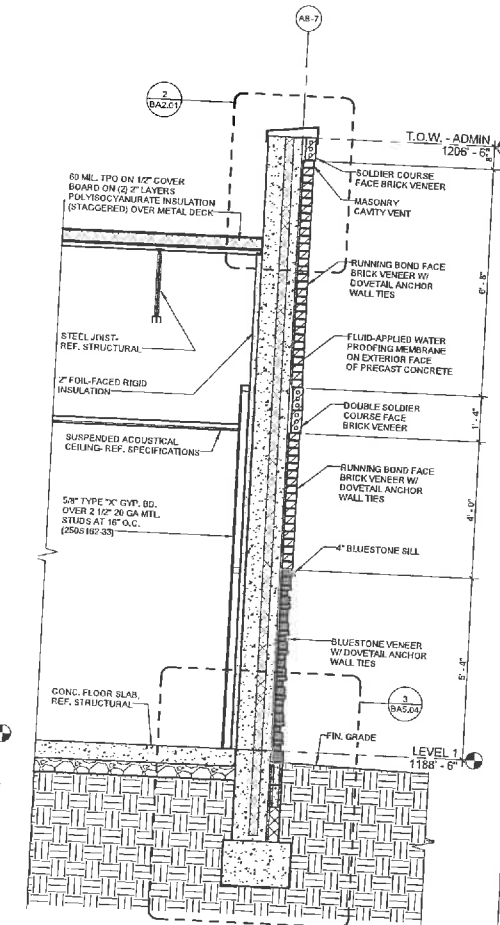 AB-7
2
BA2.01
T.O.W. - ADMIN
1206' - 6"
60 MIL TPO ON 1/2" COVER
BOARD ON (2) 2" LAYERS
POLYISOCYANURATE INSULATION
(STAGGERED) OVER METAL DECK
SOLDIER COURSE
FACE BRICK VENEER
MASONRY
CAVITY VENT
RUNNING BOND FACE
BRICK VENEER W/
DOVETAIL ANCHOR
WALL TIES
STEEL JOIST-
REF. STRUCTURAL
FLUID-APPLIED WATER
PROOFING MEMBRANE
ON EXTERIOR FACE
OF PRECAST CONCRETE
2" FOIL-FACED RIGID
INSULATION
DOUBLE SOLDIER
COURSE FACE
BRICK VENEER
1' - 4"
SUSPENDED ACOUSTICAL
CEILING- REF. SPECIFICATIONS
RUNNING BOND FACE
BRICK VENEER W/
DOVETAIL ANCHOR
WALL TIES
5/8" TYPE "X" GYP. BD.
OVER 2 1/2" 20 GA MTL.
STUDS AT 16" O.C.
(250S162-33)
4" BLUESTONE SILL
BLUESTONE VENEER
W/ DOVETAIL ANCHOR
WALL TIES
5' - 4"
CONC. FLOOR SLAB,
REF. STRUCTURAL
3
BA5.04
FIN. GRADE
LEVEL 1
1188' - 6"